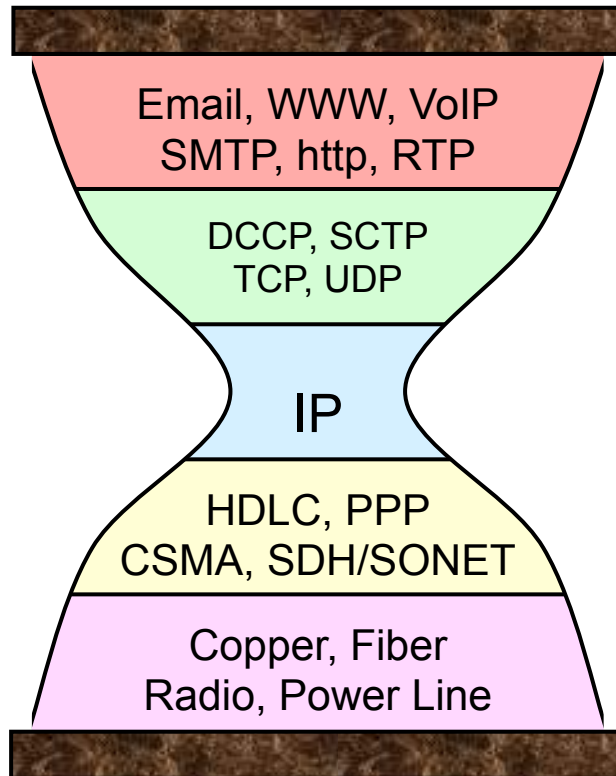 Email, WWW, VoIP
SMTP, http, RTP
DCCP, SCTP
TCP, UDP
IP
HDLC, PPP
CSMA, SDH/SONET
Copper, Fiber
Radio, Power Line